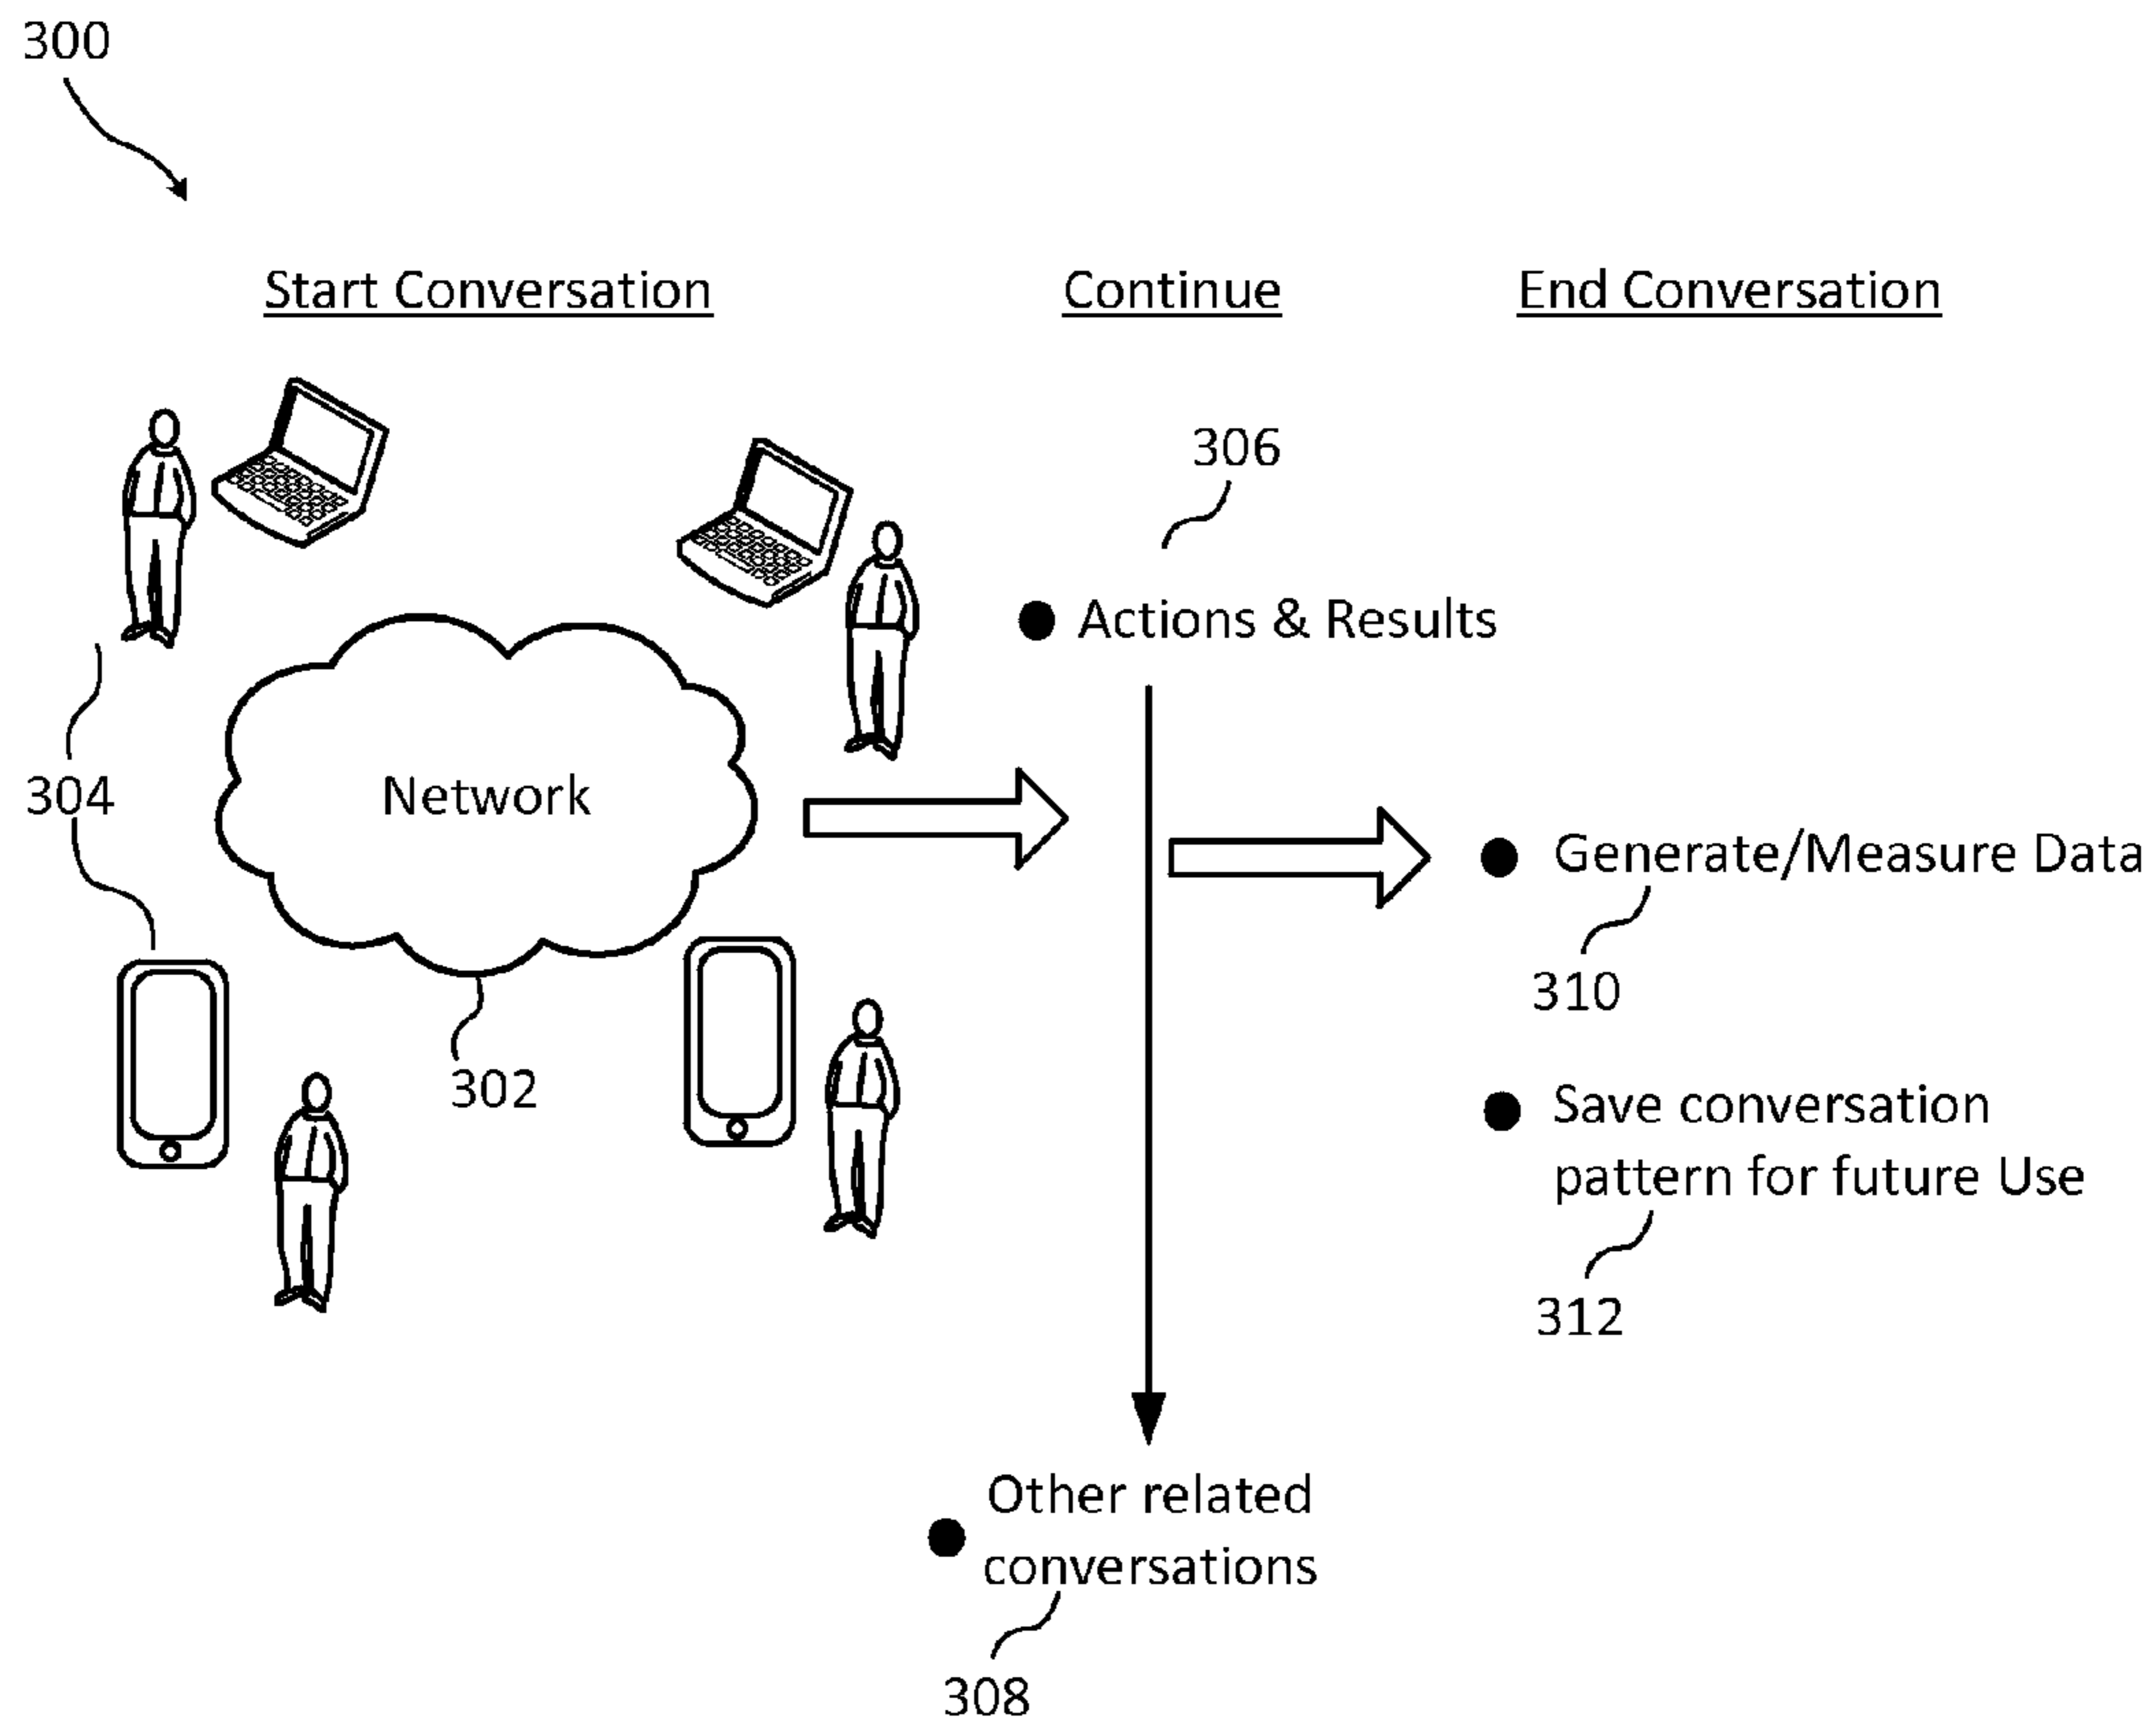 300
Start Conversation
Continue
End Conversation
306
Actions & Results
304
Network
Generate/Measure Data
310
302
Save conversation
pattern for future Use
312
Other related
conversations
308